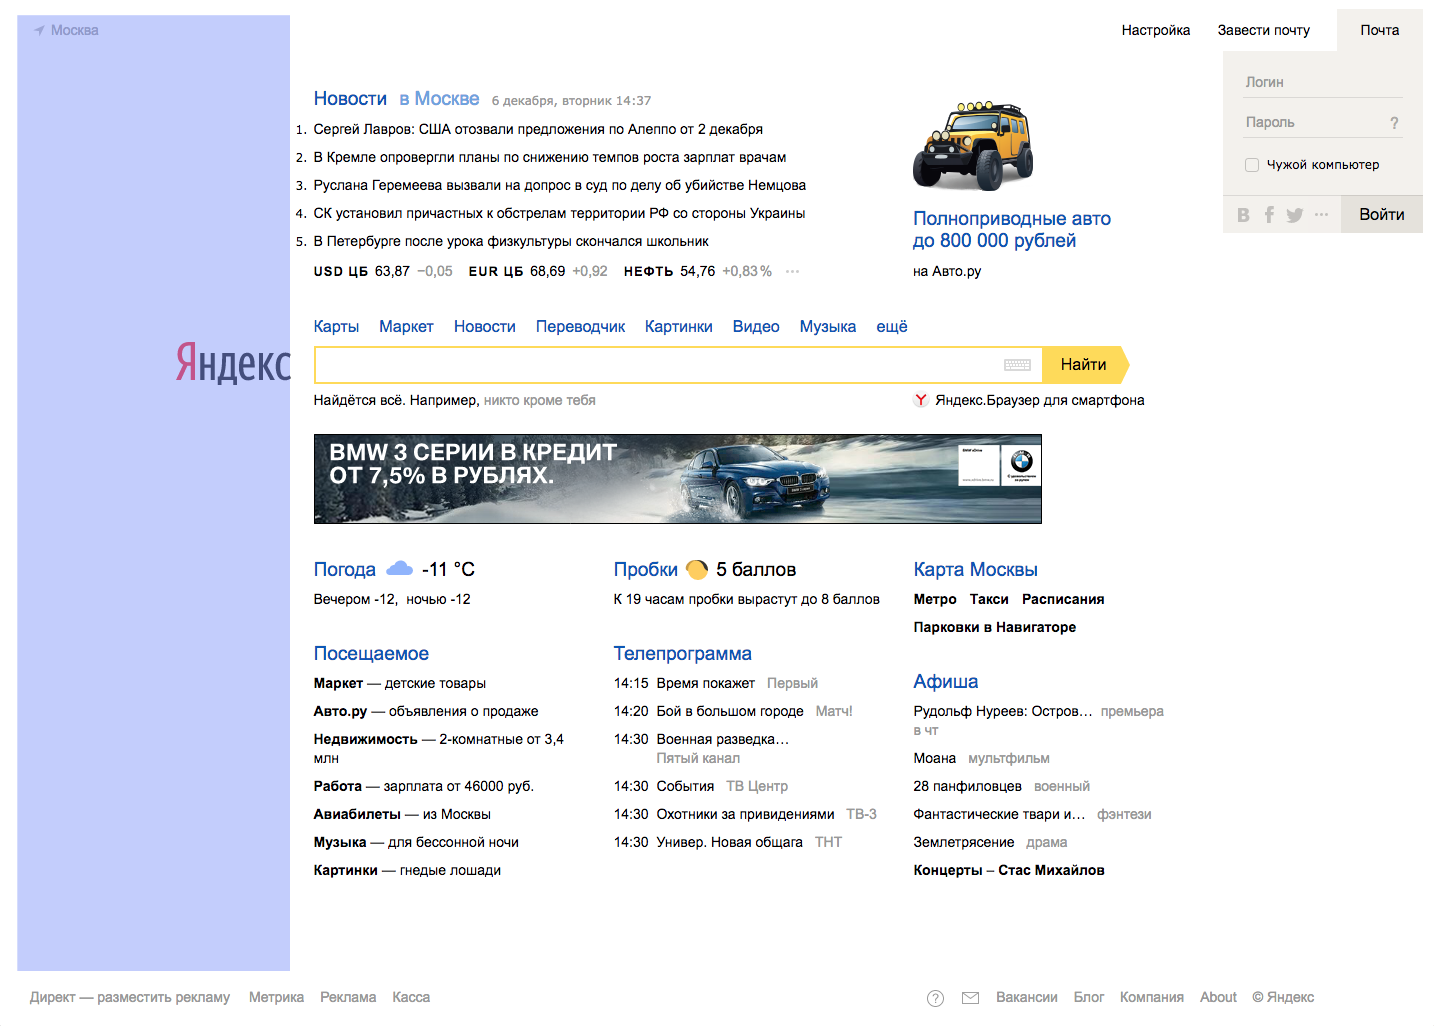 Москва
Настройка Завести почту Почта
Логин
Пароль ?
Чужой компьютер
Войти
Новости в Москве 6 декабря, вторник 14:37
1. Сергей Лавров: США отозвали предложения по Алеппо от 2 декабря
2. В Кремле опровергли планы по снижению темпов роста зарплат врачам
3. Руслана Геремеева вызвали на допрос в суд по делу об убийстве Немцова
4. СК установил причастных к обстрелам территории РФ со стороны Украины
5. В Петербурге после урока физкультуры скончался школьник
USD ЦБ 63,87 −0,05 EUR ЦБ 68,69 +0,92 НЕФТЬ 54,76 +0,83 % ...
Полноприводные авто
до 800 000 рублей
на Авто.ру
Карты Маркет Новости Переводчик Картинки Видео Музыка ещё
Яндекс
Найти
Найдётся всё. Например, никто кроме тебя
Яндекс.Браузер для смартфона
BMW 3 СЕРИИ В КРЕДИТ
ОТ 7,5% В РУБЛЯХ.
Погода -11 °C
Вечером -12, ночью -12
Пробки 5 баллов
К 19 часам пробки вырастут до 8 баллов
Карта Москвы
Метро Такси Расписания
Парковки в Навигаторе
Посещаемое
Маркет — детские товары
Авто.ру — объявления о продаже
Недвижимость — 2-комнатные от 3,4
млн
Работа — зарплата от 46000 руб.
Авиабилеты — из Москвы
Музыка — для бессонной ночи
Картинки — гнедые лошади
Телепрограмма
14:15 Время покажет Первый
14:20 Бой в большом городе Матч!
14:30 Военная разведка...
Пятый канал
14:30 События ТВ Центр
14:30 Охотники за привидениями ТВ-3
14:30 Универ. Новая общага ТНТ
Афиша
Рудольф Нуреев: Остров... премьера
в чт
Моана мультфильм
28 панфиловцев военный
Фантастические твари и... фэнтези
Землетрясение драма
Концерты – Стас Михайлов
Директ — разместить рекламу Метрика Реклама Касса
? Вакансии Блог Компания About © Яндекс